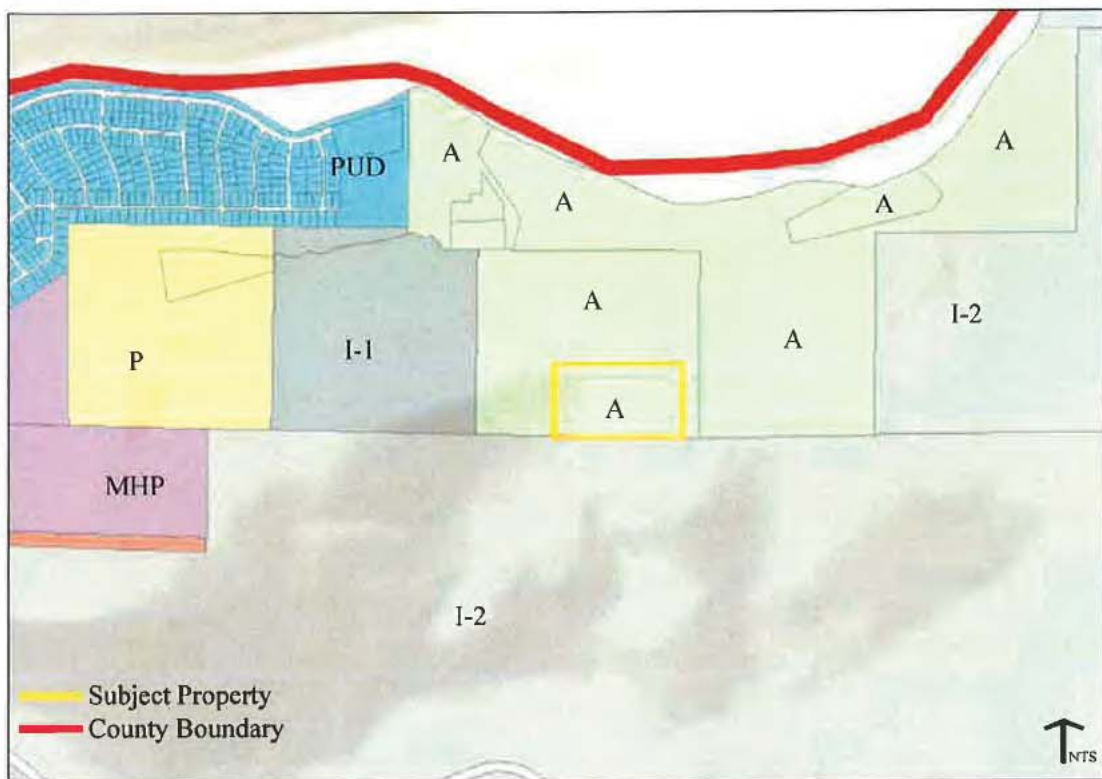 A
PUD
A
A
A
A
I-2
I-1
P
A
A
MHP
I-2
Subject Property
County Boundary
NTS